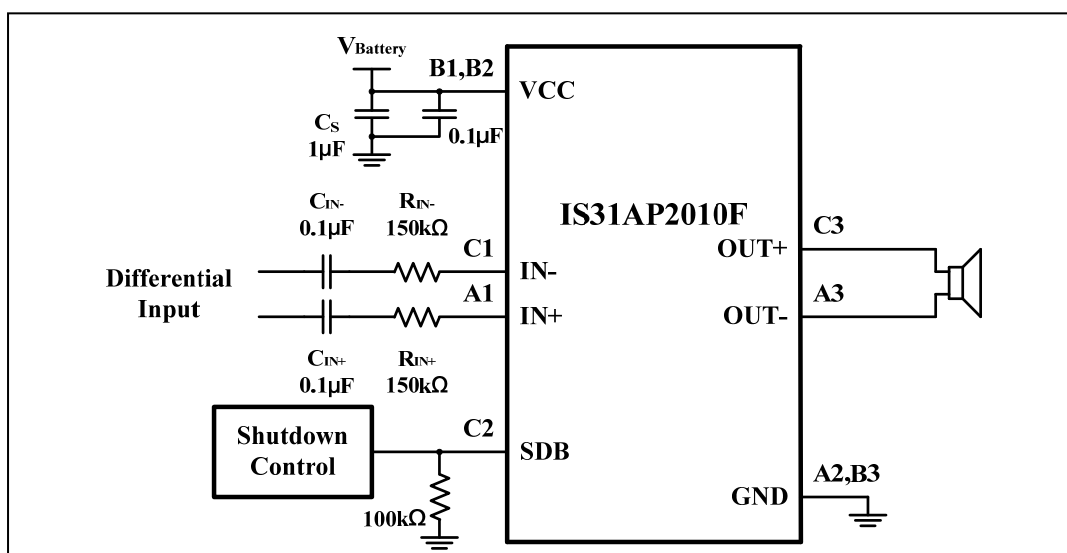 VBattery
B1,B2
VCC
CS
1µF
0.1µF
IS31AP2010F
CIN-
0.1µF
RIN-
150kΩ
C1
IN-
Differential
Input
A1
IN+
CIN+
0.1µF
RIN+
150kΩ
C3
OUT+
A3
OUT-
Shutdown
Control
C2
SDB
100kΩ
A2,B3
GND